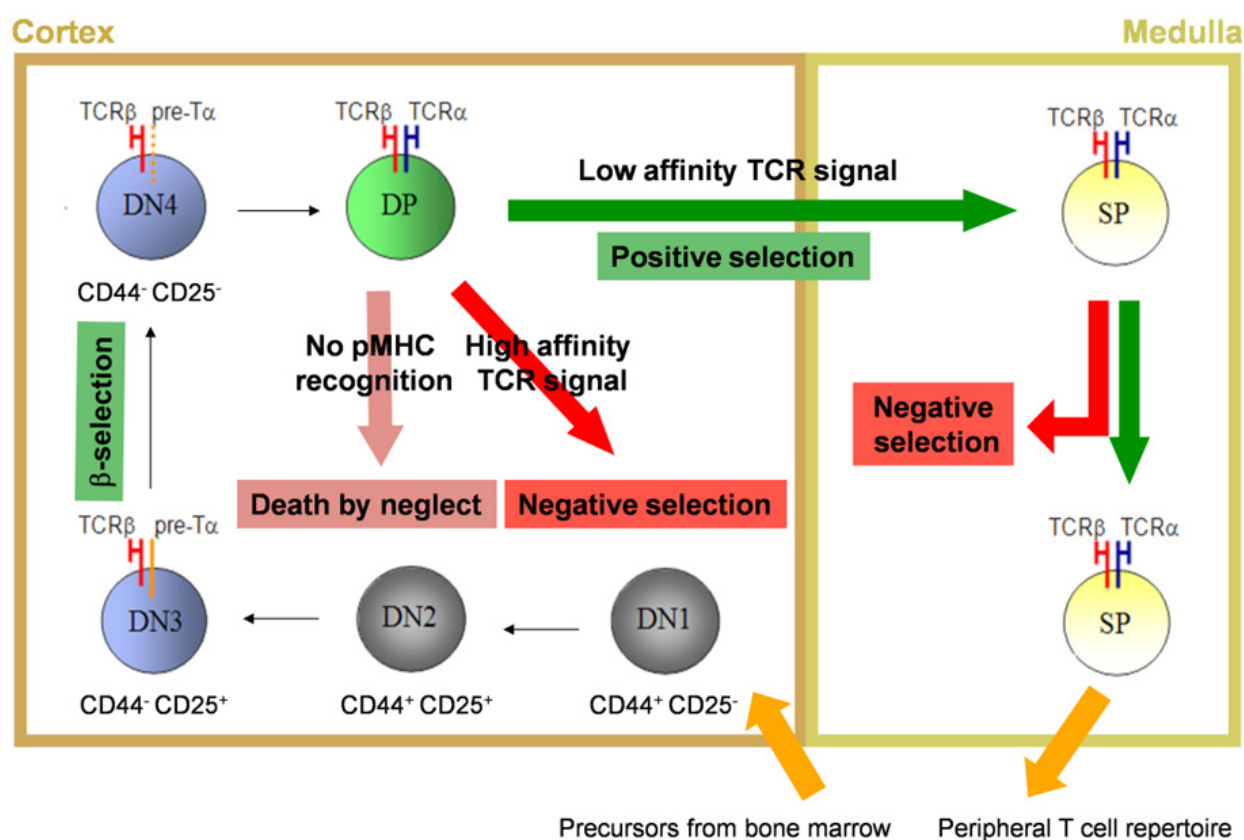 Cortex
Medulla
TCRβ pre-Tα
DN4
CD44⁻ CD25⁻
TCRβ TCRα
DP
Low affinity TCR signal
Positive selection
TCRβ TCRα
SP
No pMHC
recognition
High affinity
TCR signal
β-selection
Death by neglect
Negative selection
Negative
selection
TCRβ pre-Tα
DN3
CD44⁻ CD25⁺
DN2
CD44⁺ CD25⁺
DN1
CD44⁺ CD25⁻
TCRβ TCRα
SP
Precursors from bone marrow
Peripheral T cell repertoire